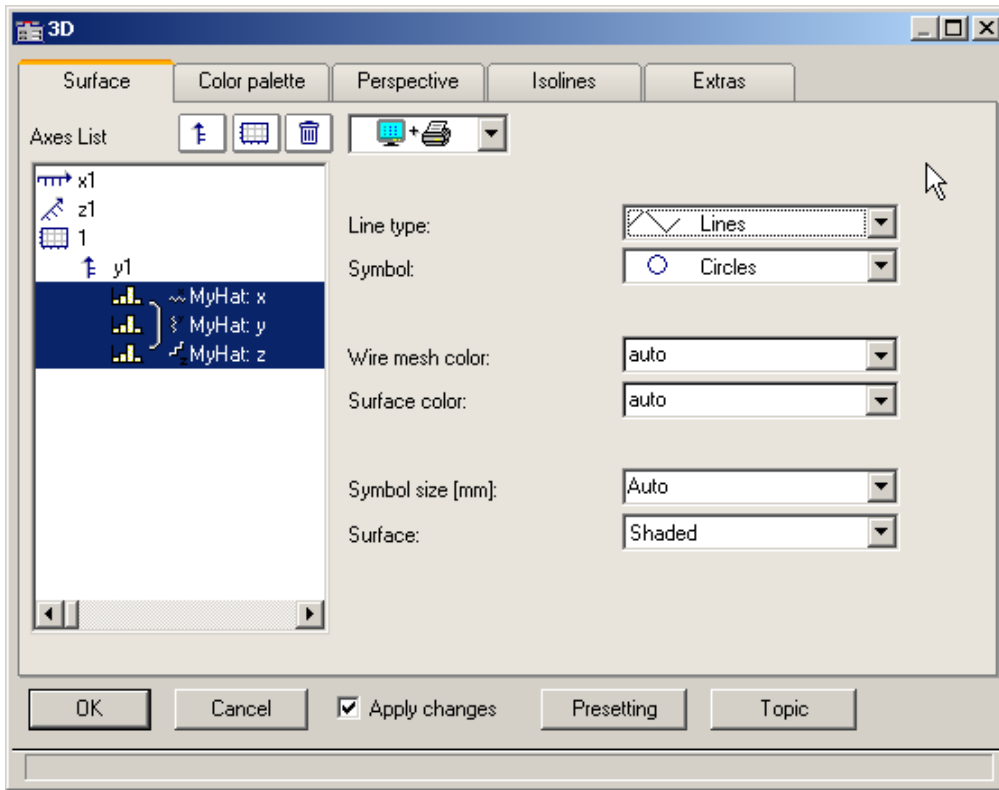 3D
Surface Color palette Perspective Isolines Extras
Axes List
x1
z1
1
y1
MyHat: x
MyHat: y
MyHat: z
Line type: Lines
Symbol: Circles
Wire mesh color: auto
Surface color: auto
Symbol size [mm]: Auto
Surface: Shaded
OK Cancel Apply changes Presetting Topic